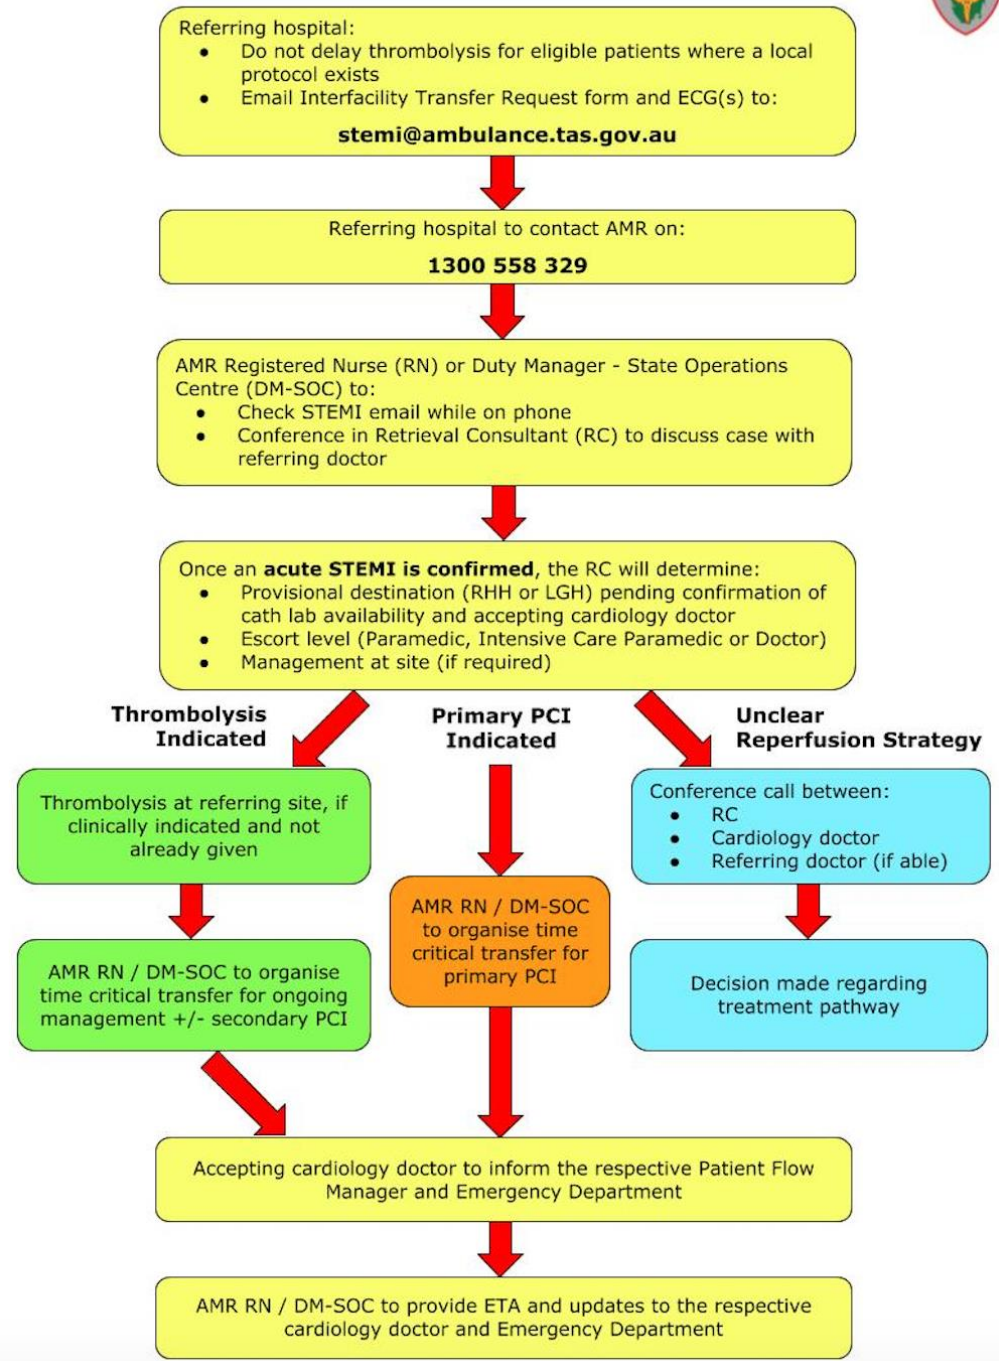 Referring hospital:
• Do not delay thrombolysis for eligible patients where a local
protocol exists
• Email Interfacility Transfer Request form and ECG(s) to:
stemi@ambulance.tas.gov.au
Referring hospital to contact AMR on:
1300 558 329
AMR Registered Nurse (RN) or Duty Manager - State Operations
Centre (DM-SOC) to:
• Check STEMI email while on phone
• Conference in Retrieval Consultant (RC) to discuss case with
referring doctor
Once an acute STEMI is confirmed, the RC will determine:
• Provisional destination (RHH or LGH) pending confirmation of
cath lab availability and accepting cardiology doctor
• Escort level (Paramedic, Intensive Care Paramedic or Doctor)
• Management at site (if required)
Thrombolysis
Indicated
Thrombolysis at referring site, if
clinically indicated and not
already given
AMR RN / DM-SOC to organise
time critical transfer for ongoing
management +/- secondary PCI
Primary PCI
Indicated
AMR RN / DM-SOC
to organise time
critical transfer for
primary PCI
Unclear
Reperfusion Strategy
Conference call between:
• RC
• Cardiology doctor
• Referring doctor (if able)
Decision made regarding
treatment pathway
Accepting cardiology doctor to inform the respective Patient Flow
Manager and Emergency Department
AMR RN / DM-SOC to provide ETA and updates to the respective
cardiology doctor and Emergency Department